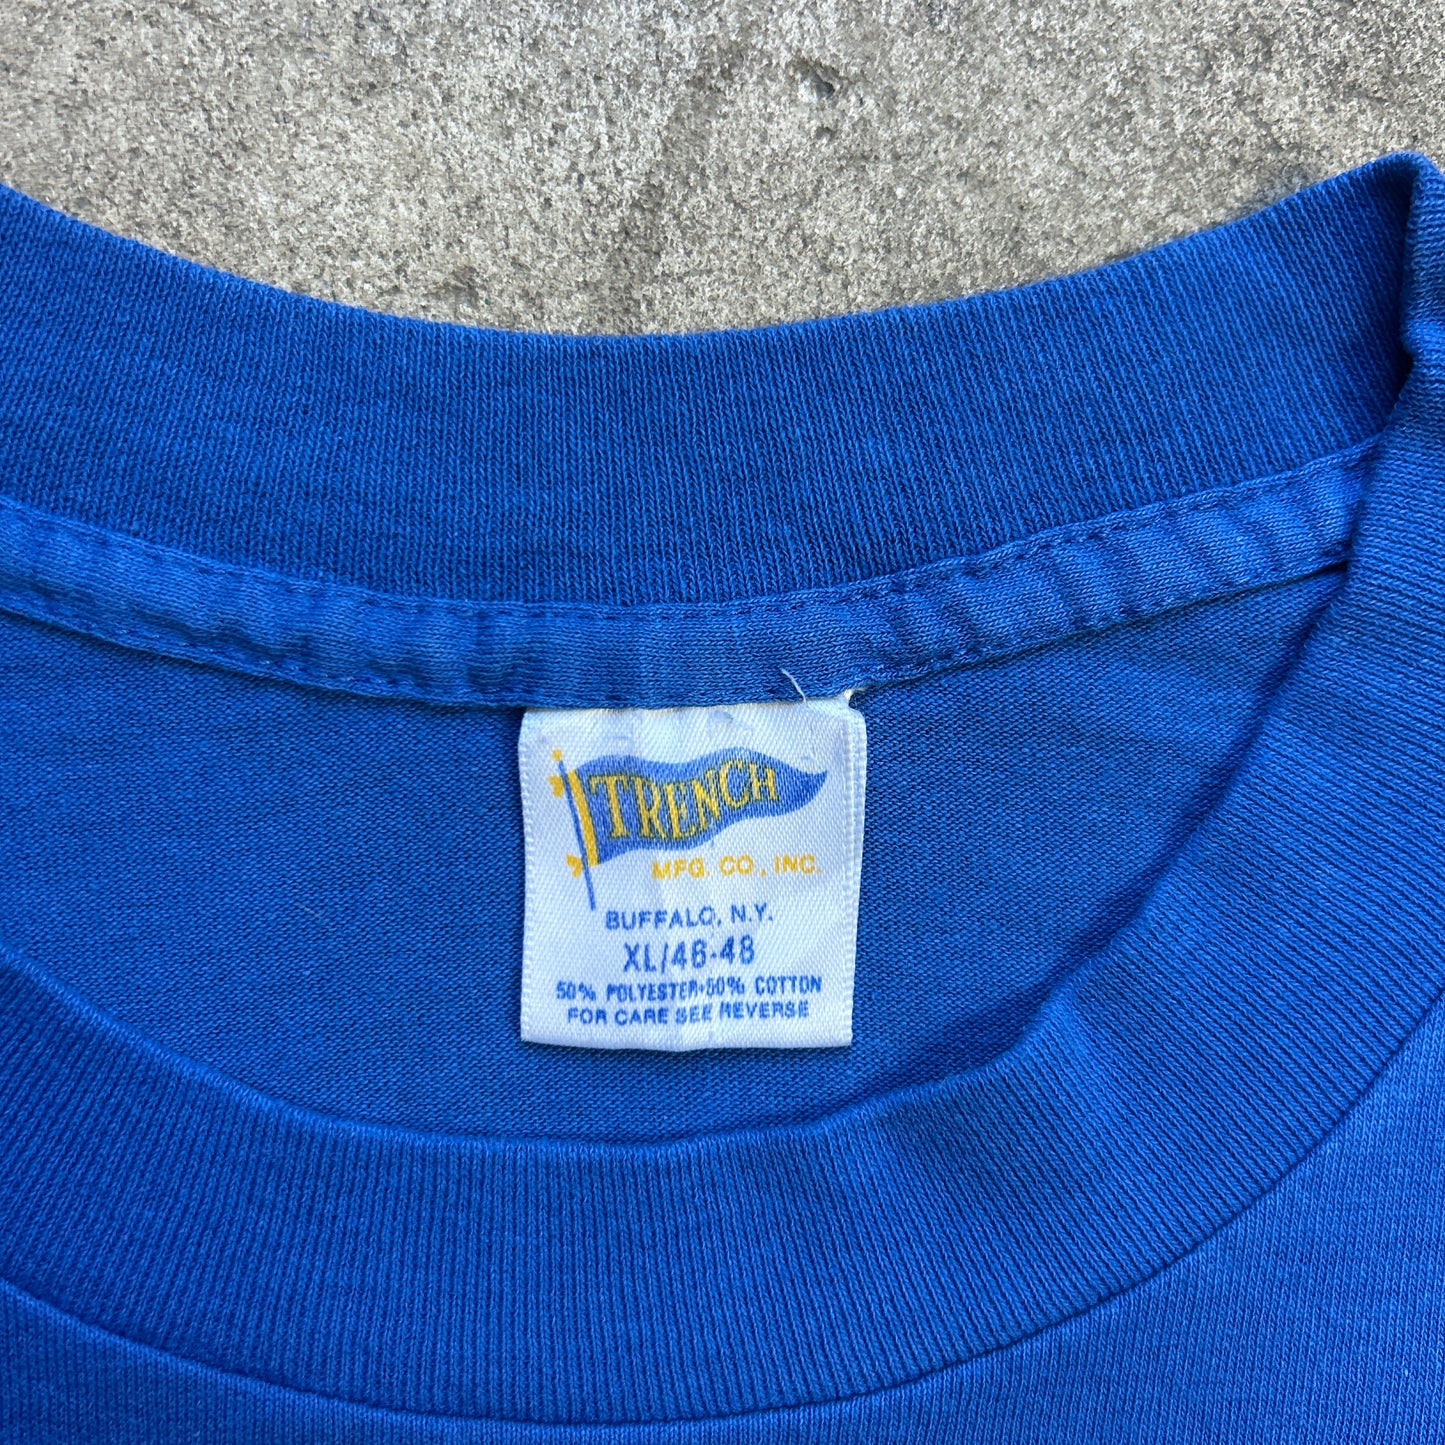 TRENCH
MFG. CO., INC.
BUFFALO, N.Y.
XL/46-48
50% POLYESTER•50% COTTON
FOR CARE SEE REVERSE